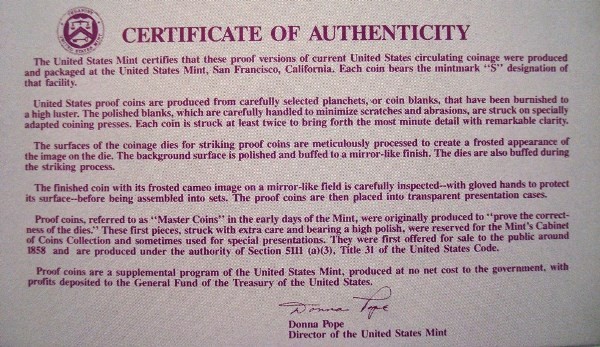 CERTIFICATE OF AUTHENTICITY
The United States Mint certifies that these proof versions of current United States circulating coinage were produced
and packaged at the United States Mint, San Francisco, California. Each coin bears the mintmark "S" designation of
that facility.
United States proof coins are produced from carefully selected planchets, or coin blanks, that have been burnished to
a high luster. The polished blanks, which are carefully handled to minimize scratches and abrasions, are struck on specially
adapted coining presses. Each coin is struck at least twice to bring forth the most minute detail with remarkable clarity.
The surfaces of the coinage dies for striking proof coins are meticulously processed to create a frosted appearance of
the image on the die. The background surface is polished and buffed to a mirror-like finish. The dies are also buffed during
the striking process.
The finished coin with its frosted cameo image on a mirror-like field is carefully inspected--with gloved hands to protect
its surface--before being assembled into sets. The proof coins are then placed into transparent presentation cases.
Proof coins, referred to as "Master Coins" in the early days of the Mint, were originally produced to "prove the correct-
ness of the dies." These first pieces, struck with extra care and bearing a high polish, were reserved for the Mint's Cabinet
of Coins Collection and sometimes used for special presentations. They were first offered for sale to the public around
1858 and are produced under the authority of Section 5111 (a)(3), Title 31 of the United States Code.
Proof coins are a supplemental program of the United States Mint, produced at no net cost to the government, with
profits deposited to the General Fund of the Treasury of the United States.
Donna Pope
Donna Pope
Director of the United States Mint